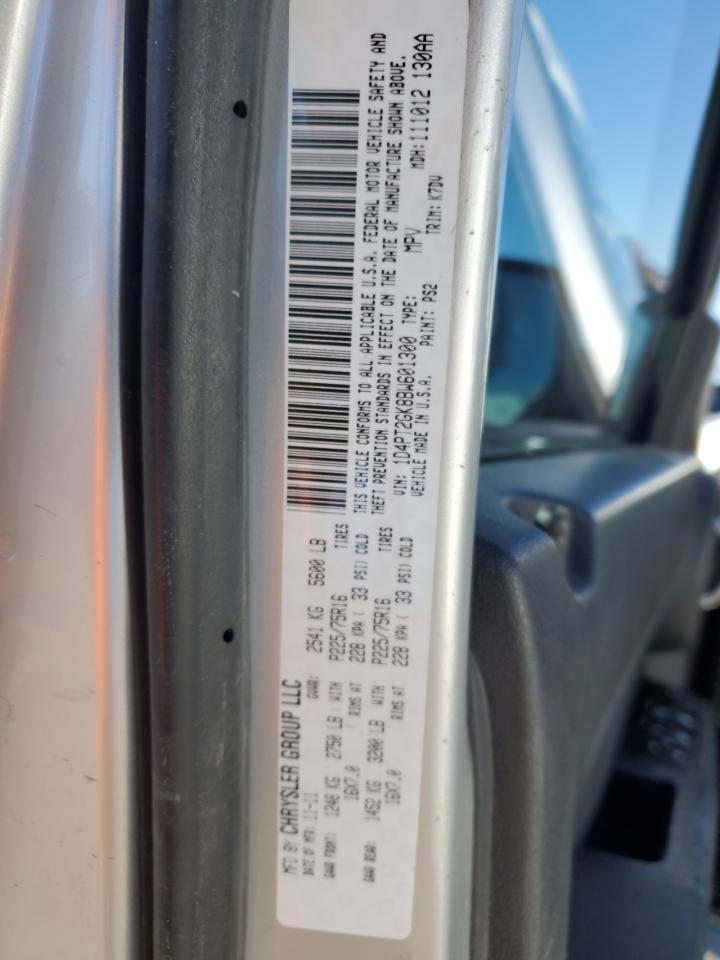 MFD BY CHRYSLER GROUP LLC
DATE OF MFR: 11-11 GVWR: 2541 KG 5600 LB
GAWR FRONT: 1248 KG 2750 LB WITH P225/75R16 TIRES
16X7.0 RIMS AT 228 KPA ( 33 PSI) COLD
GAWR REAR: 1452 KG 3200 LB WITH P225/75R16 TIRES
16X7.0 RIMS AT 228 KPA ( 33 PSI) COLD
THIS VEHICLE CONFORMS TO ALL APPLICABLE U.S.A. FEDERAL MOTOR VEHICLE SAFETY AND
THEFT PREVENTION STANDARDS IN EFFECT ON THE DATE OF MANUFACTURE SHOWN ABOVE.
VIN: 1D4PT2GK8BW601300 TYPE: MPV MDH: 111012 130AA
VEHICLE MADE IN U.S.A. PAINT: PS2 TRIM: K7DV